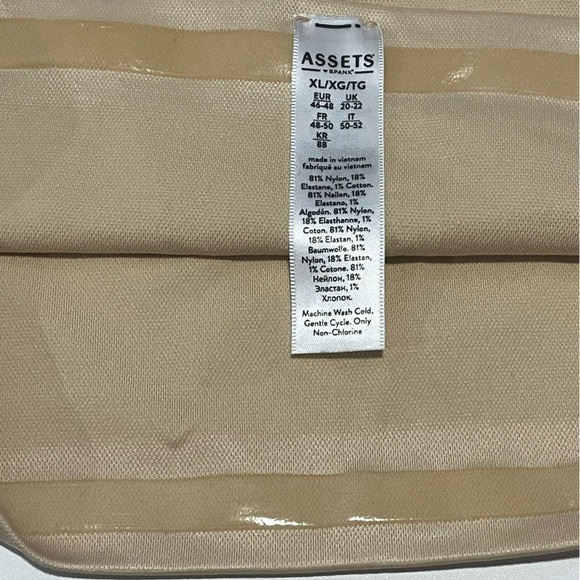 ASSETS
♥ SPANX
XL/XG/TG
EUR UK
46-48 20-22
FR IT
48-50 50-52
KR
88
made in vietnam
fabriqué au vietnam
81% Nylon, 18%
Elastane, 1% Cotton.
81% Nailon, 18%
Elastano, 1%
Algodón. 81% Nylon,
18% Elasthanne, 1%
Coton. 81% Nylon,
18% Elastan, 1%
Baumwolle. 81%
Nylon, 18% Elastan,
1% Cotone. 81%
Нейлон, 18%
Эластан, 1%
Хлопок.
Machine Wash Cold,
Gentle Cycle. Only
Non-Chlorine